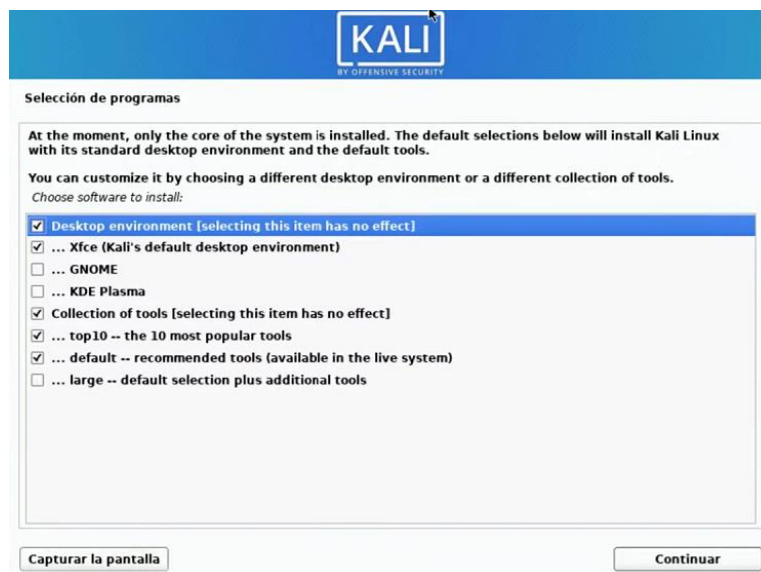 KALI
BY OFFENSIVE SECURITY
Selección de programas
At the moment, only the core of the system is installed. The default selections below will install Kali Linux
with its standard desktop environment and the default tools.
You can customize it by choosing a different desktop environment or a different collection of tools.
Choose software to install:
Desktop environment [selecting this item has no effect]
... Xfce (Kali's default desktop environment)
... GNOME
... KDE Plasma
Collection of tools [selecting this item has no effect]
... top10 -- the 10 most popular tools
... default -- recommended tools (available in the live system)
... large -- default selection plus additional tools
Capturar la pantalla
Continuar